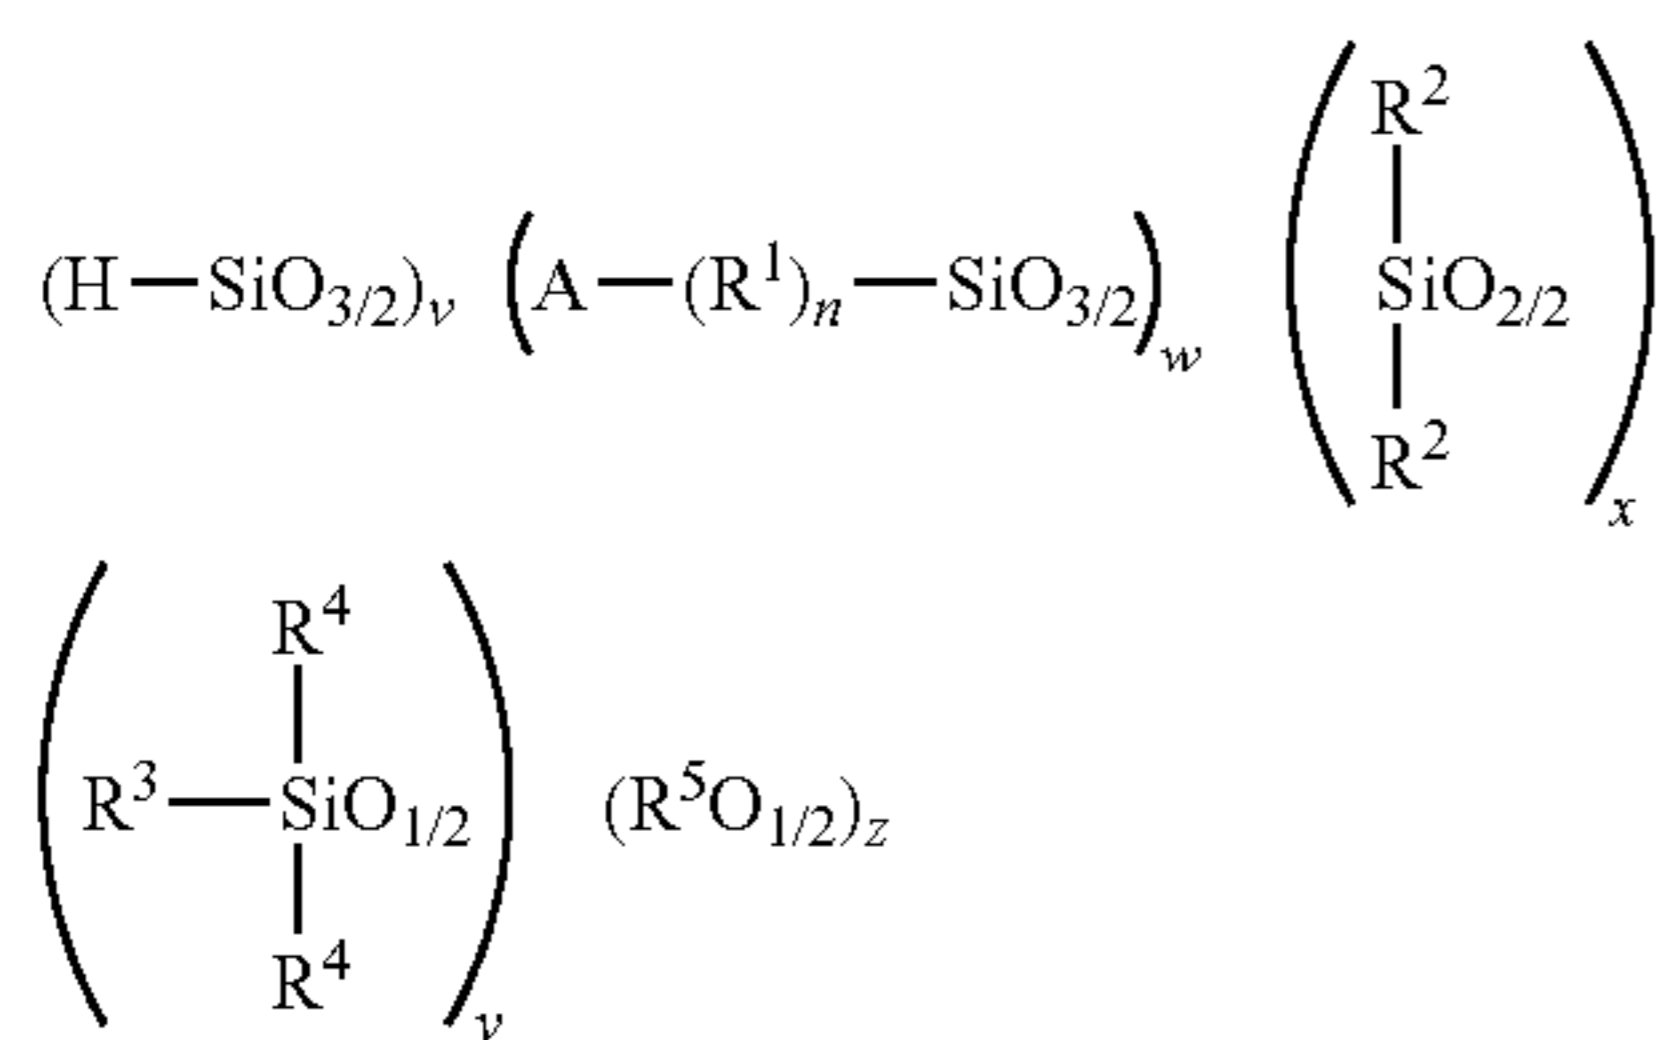 R²
(H—SiO₃/₂)ᵥ (A—(R¹)ₙ—SiO₃/₂)w (SiO₂/₂)ₓ
R²
R⁴
(R³—SiO₁/₂)y (R⁵O₁/₂)z
R⁴